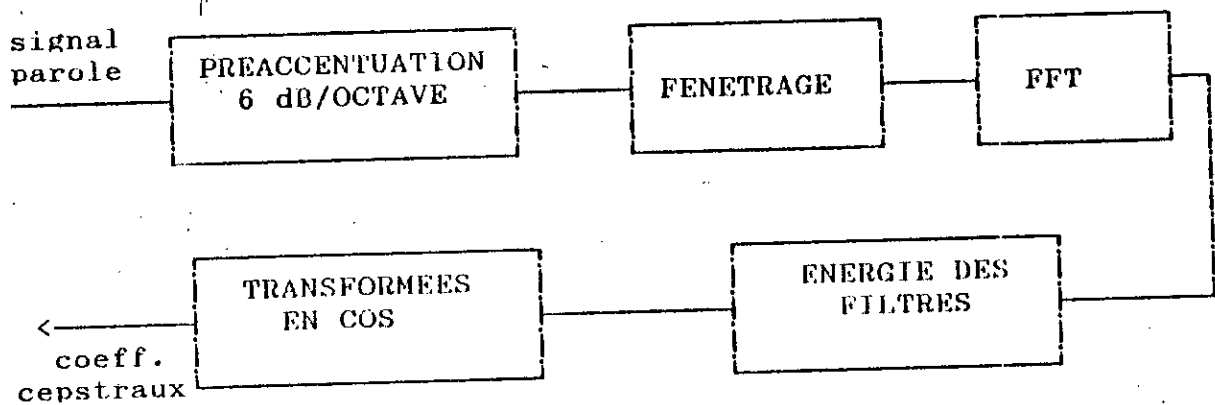 signal
parole
PREACCENTUATION
6 dB/OCTAVE
FENETRAGE
FFT
ENERGIE DES
FILTRES
TRANSFORMEES
EN COS
<
coeff.
cepstraux